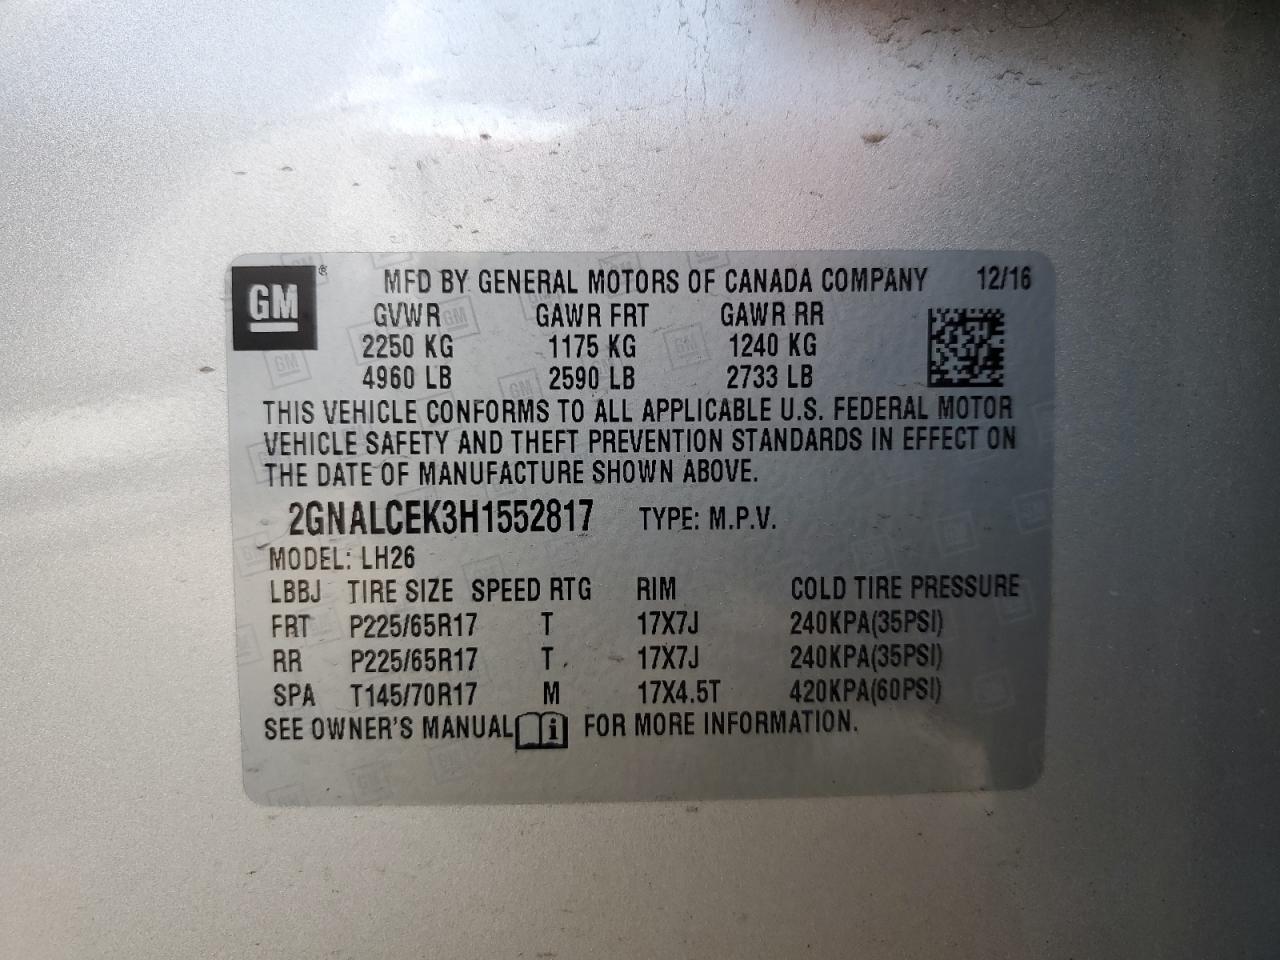 GM ® MFD BY GENERAL MOTORS OF CANADA COMPANY 12/16
GVWR GAWR FRT GAWR RR
2250 KG 1175 KG 1240 KG
4960 LB 2590 LB 2733 LB
THIS VEHICLE CONFORMS TO ALL APPLICABLE U.S. FEDERAL MOTOR
VEHICLE SAFETY AND THEFT PREVENTION STANDARDS IN EFFECT ON
THE DATE OF MANUFACTURE SHOWN ABOVE.
2GNALCEK3H1552817 TYPE: M.P.V.
MODEL: LH26
LBBJ TIRE SIZE SPEED RTG RIM COLD TIRE PRESSURE
FRT P225/65R17 T 17X7J 240KPA(35PSI)
RR P225/65R17 T 17X7J 240KPA(35PSI)
SPA T145/70R17 M 17X4.5T 420KPA(60PSI)
SEE OWNER'S MANUAL i FOR MORE INFORMATION.